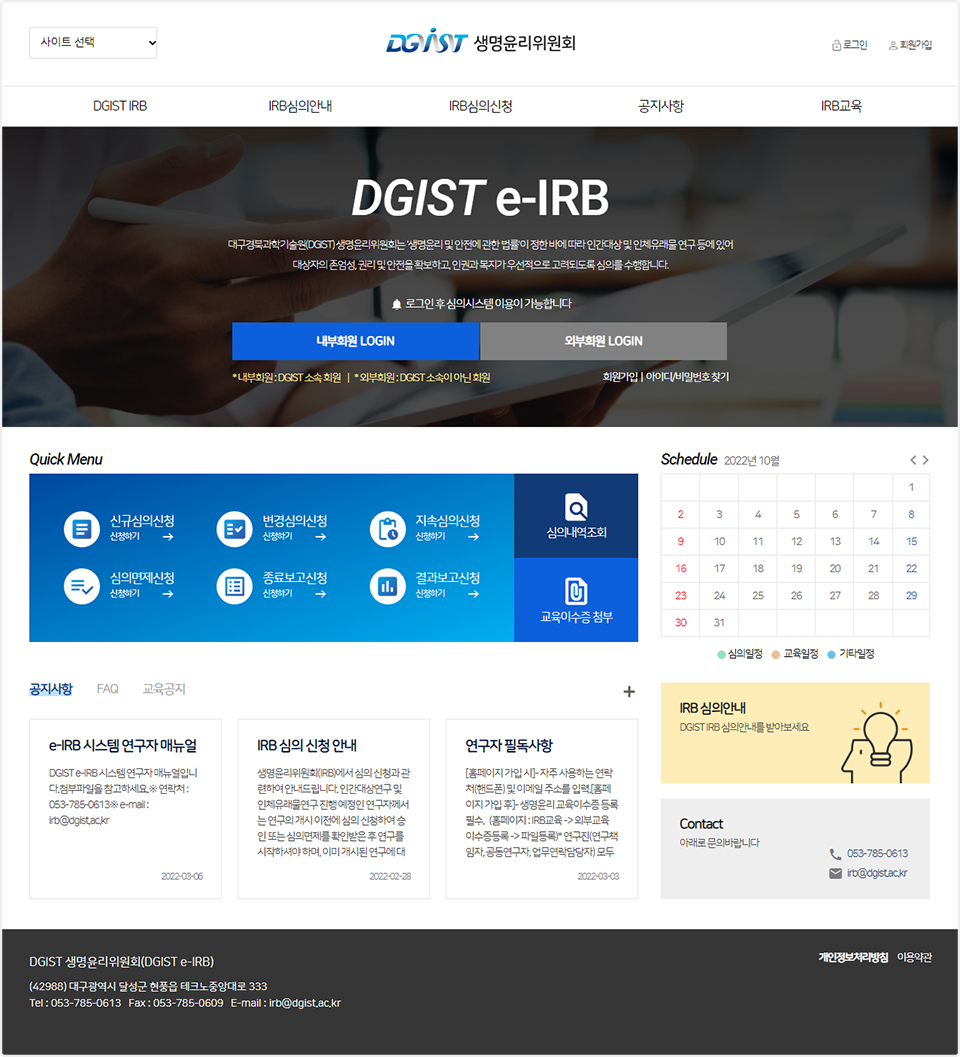 사이트 선택
DGIST 생명윤리위원회
로그인
회원가입
DGIST IRB
IRB심의안내
IRB심의신청
공지사항
IRB교육
DGIST e-IRB
대구경북과학기술원(DGIST) 생명윤리위원회는 '생명윤리 및 안전에 관한 법률'이 정한 바에 따라 인간대상 및 인체유래물 연구 등에 있어
대상자의 존엄성, 권리 및 안전을 확보하고, 인권과 복지가 우선적으로 고려되도록 심의를 수행합니다.
로그인 후 심의시스템 이용이 가능합니다
내부회원 LOGIN
외부회원 LOGIN
* 내부회원 : DGIST 소속 회원 | * 외부회원 : DGIST 소속이 아닌 회원
회원가입 | 아이디/비밀번호 찾기
Quick Menu
신규심의신청
신청하기 →
변경심의신청
신청하기 →
지속심의신청
신청하기 →
심의면제신청
신청하기 →
종료보고신청
신청하기 →
결과보고신청
신청하기 →
심의내역조회
교육이수증 첨부
Schedule 2022년 10월 < >
1
2 3 4 5 6 7 8
9 10 11 12 13 14 15
16 17 18 19 20 21 22
23 24 25 26 27 28 29
30 31
심의일정 교육일정 기타일정
공지사항 FAQ 교육공지 +
e-IRB 시스템 연구자 매뉴얼
DGIST e-IRB 시스템 연구자 매뉴얼입니
다.첨부파일을 참고하세요.※ 연락처 :
053-785-0613※ e-mail :
irb@dgist.ac.kr
2022-03-06
IRB 심의 신청 안내
생명윤리위원회(IRB)에서 심의 신청과 관
련하여 안내드립니다. 인간대상연구 및
인체유래물연구 진행 예정인 연구자께서
는 연구의 개시 이전에 심의 신청하여 승
인 또는 심의면제를 확인받은 후 연구를
시작하셔야 하며, 이미 개시된 연구에 대
2022-02-28
연구자 필독사항
[홈페이지 가입 시]- 자주 사용하는 연락
처(핸드폰) 및 이메일 주소를 입력.[홈페
이지 가입 후]- 생명윤리 교육이수증 등록
필수, (홈페이지 : IRB교육 -> 외부교육
이수증등록 -> 파일등록)* 연구진(연구책
임자, 공동연구자, 업무연락담당자) 모두
2022-03-03
IRB 심의안내
DGIST IRB 심의안내를 받아보세요
Contact
아래로 문의바랍니다
053-785-0613
irb@dgist.ac.kr
DGIST 생명윤리위원회(DGIST e-IRB)
개인정보처리방침 이용약관
(42988) 대구광역시 달성군 현풍읍 테크노중앙대로 333
Tel : 053-785-0613 Fax : 053-785-0609 E-mail : irb@dgist.ac.kr